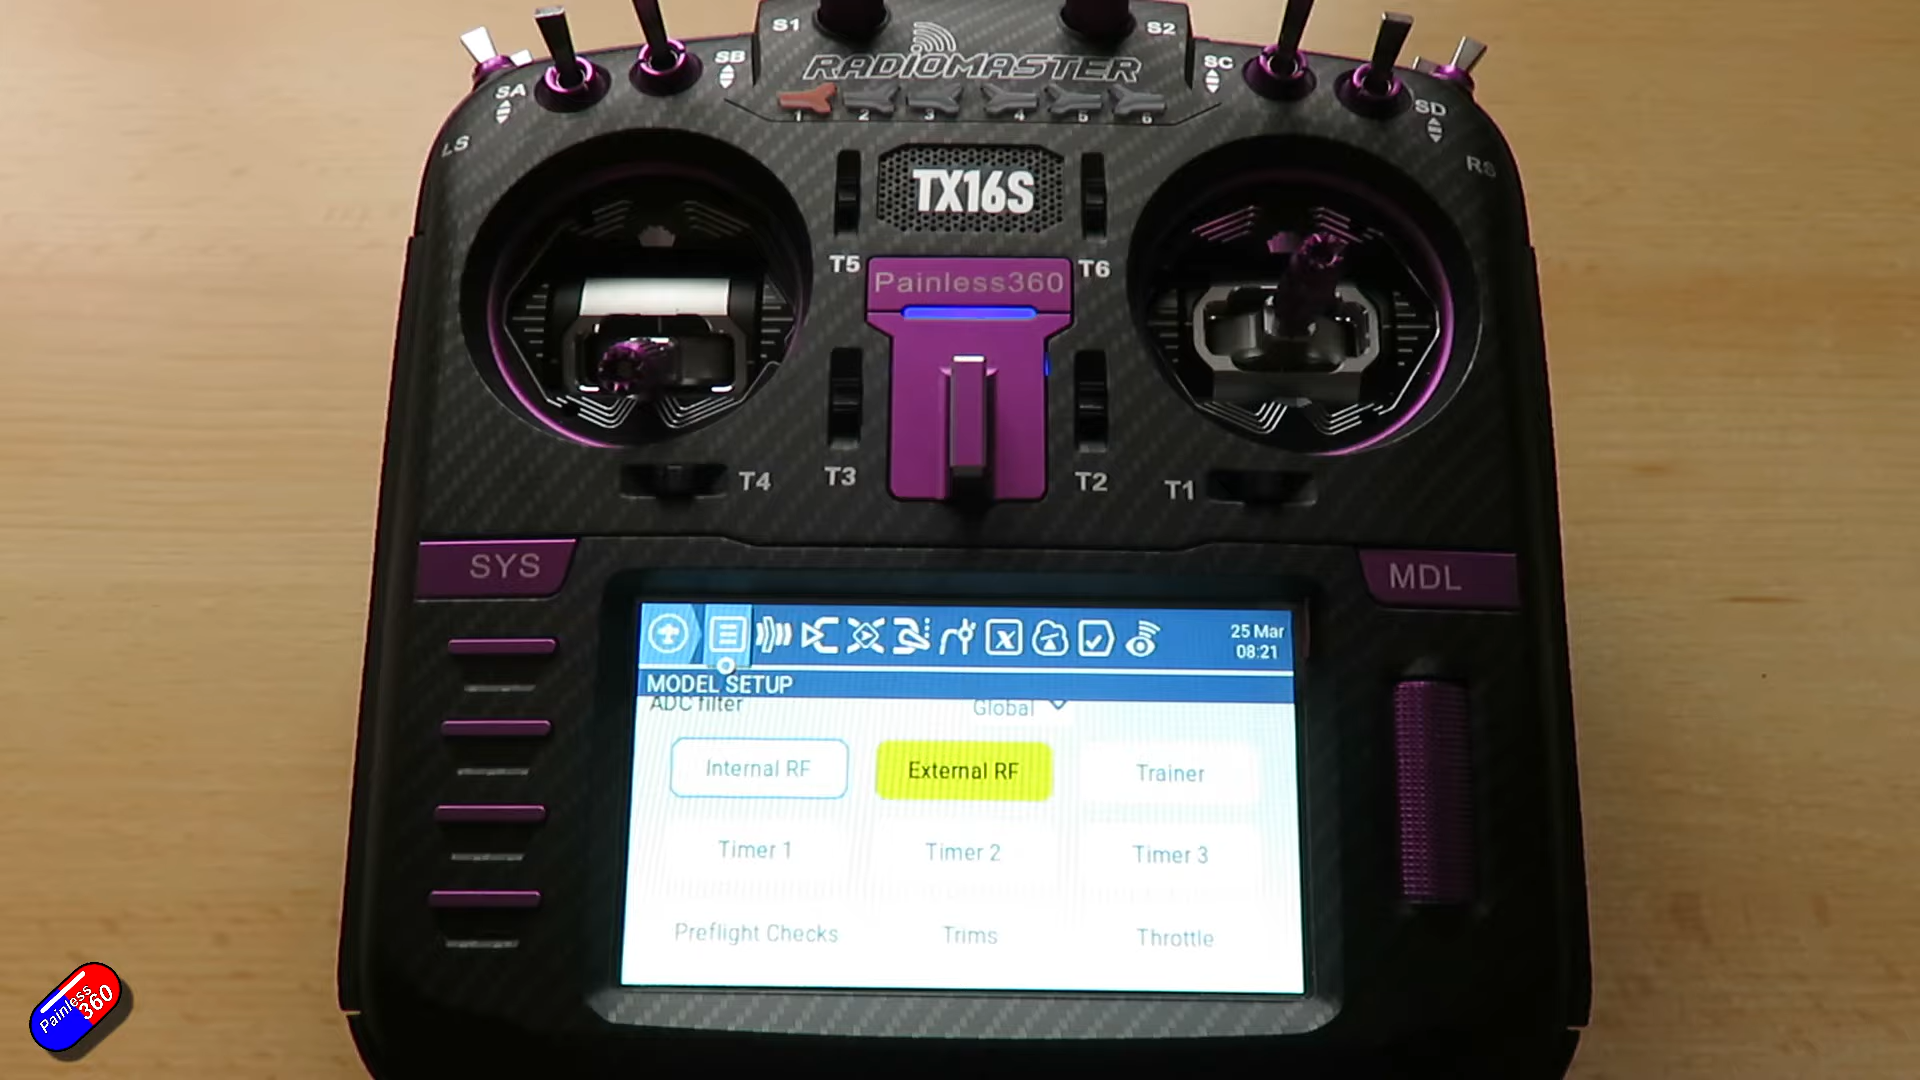 S1
S2
RADIOMASTER
SB
SC
SA
SD
1 2 3 4 5 6
LS
RS
TX16S
T5
T6
Painless360
T4
T3
T2
T1
SYS
MDL
25 Mar
08:21
MODEL SETUP
ADC filter
Global
Internal RF
External RF
Trainer
Timer 1
Timer 2
Timer 3
Preflight Checks
Trims
Throttle
Painless
360